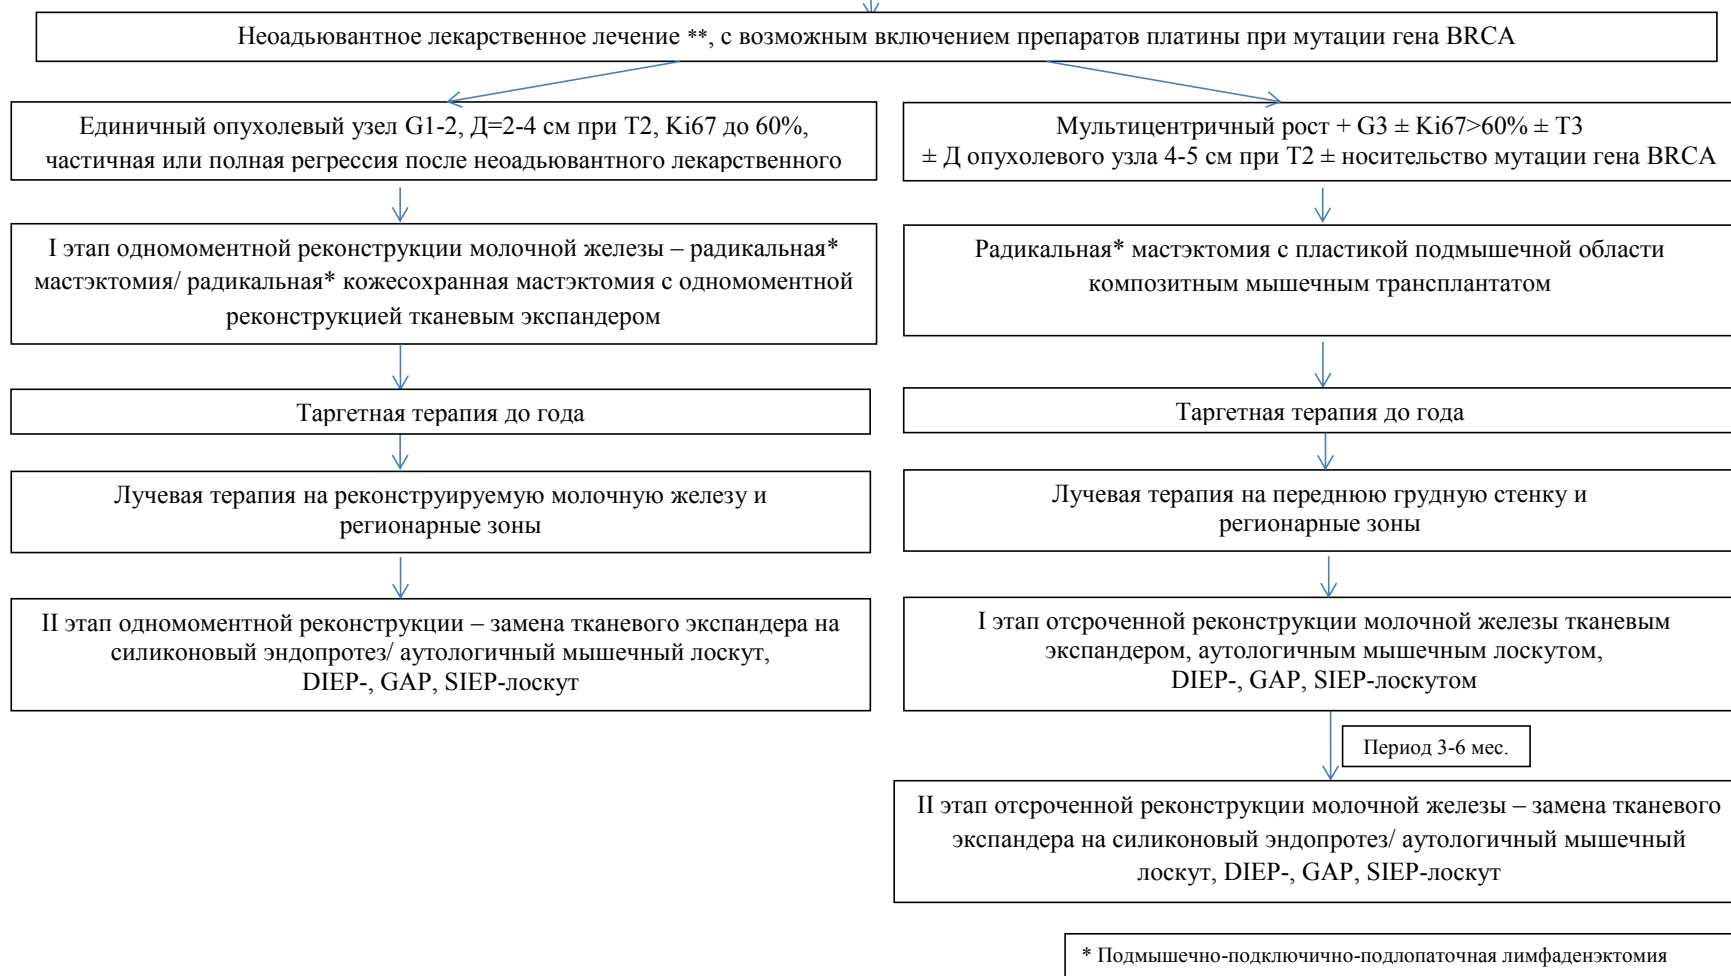 Неоадьювантное лекарственное лечение **, с возможным включением препаратов платины при мутации гена BRCA
Единичный опухолевый узел G1-2, Д=2-4 см при Т2, Ki67 до 60%,
частичная или полная регрессия после неоадьювантного лекарственного
I этап одномоментной реконструкции молочной железы – радикальная*
мастэктомия/ радикальная* кожесохранная мастэктомия с одномоментной
реконструкцией тканевым экспандером
Таргетная терапия до года
Лучевая терапия на реконструируемую молочную железу и
регионарные зоны
II этап одномоментной реконструкции – замена тканевого экспандера на
силиконовый эндопротез/ аутологичный мышечный лоскут,
DIEP-, GAP, SIEP-лоскут
Мультицентричный рост + G3 ± Ki67>60% ± T3
± Д опухолевого узла 4-5 см при Т2 ± носительство мутации гена BRCA
Радикальная* мастэктомия с пластикой подмышечной области
композитным мышечным трансплантатом
Таргетная терапия до года
Лучевая терапия на переднюю грудную стенку и
регионарные зоны
I этап отсроченной реконструкции молочной железы тканевым
экспандером, аутологичным мышечным лоскутом,
DIEP-, GAP, SIEP-лоскутом
Период 3-6 мес.
II этап отсроченной реконструкции молочной железы – замена тканевого
экспандера на силиконовый эндопротез/ аутологичный мышечный
лоскут, DIEP-, GAP, SIEP-лоскут
* Подмышечно-подключично-подлопаточная лимфаденэктомия